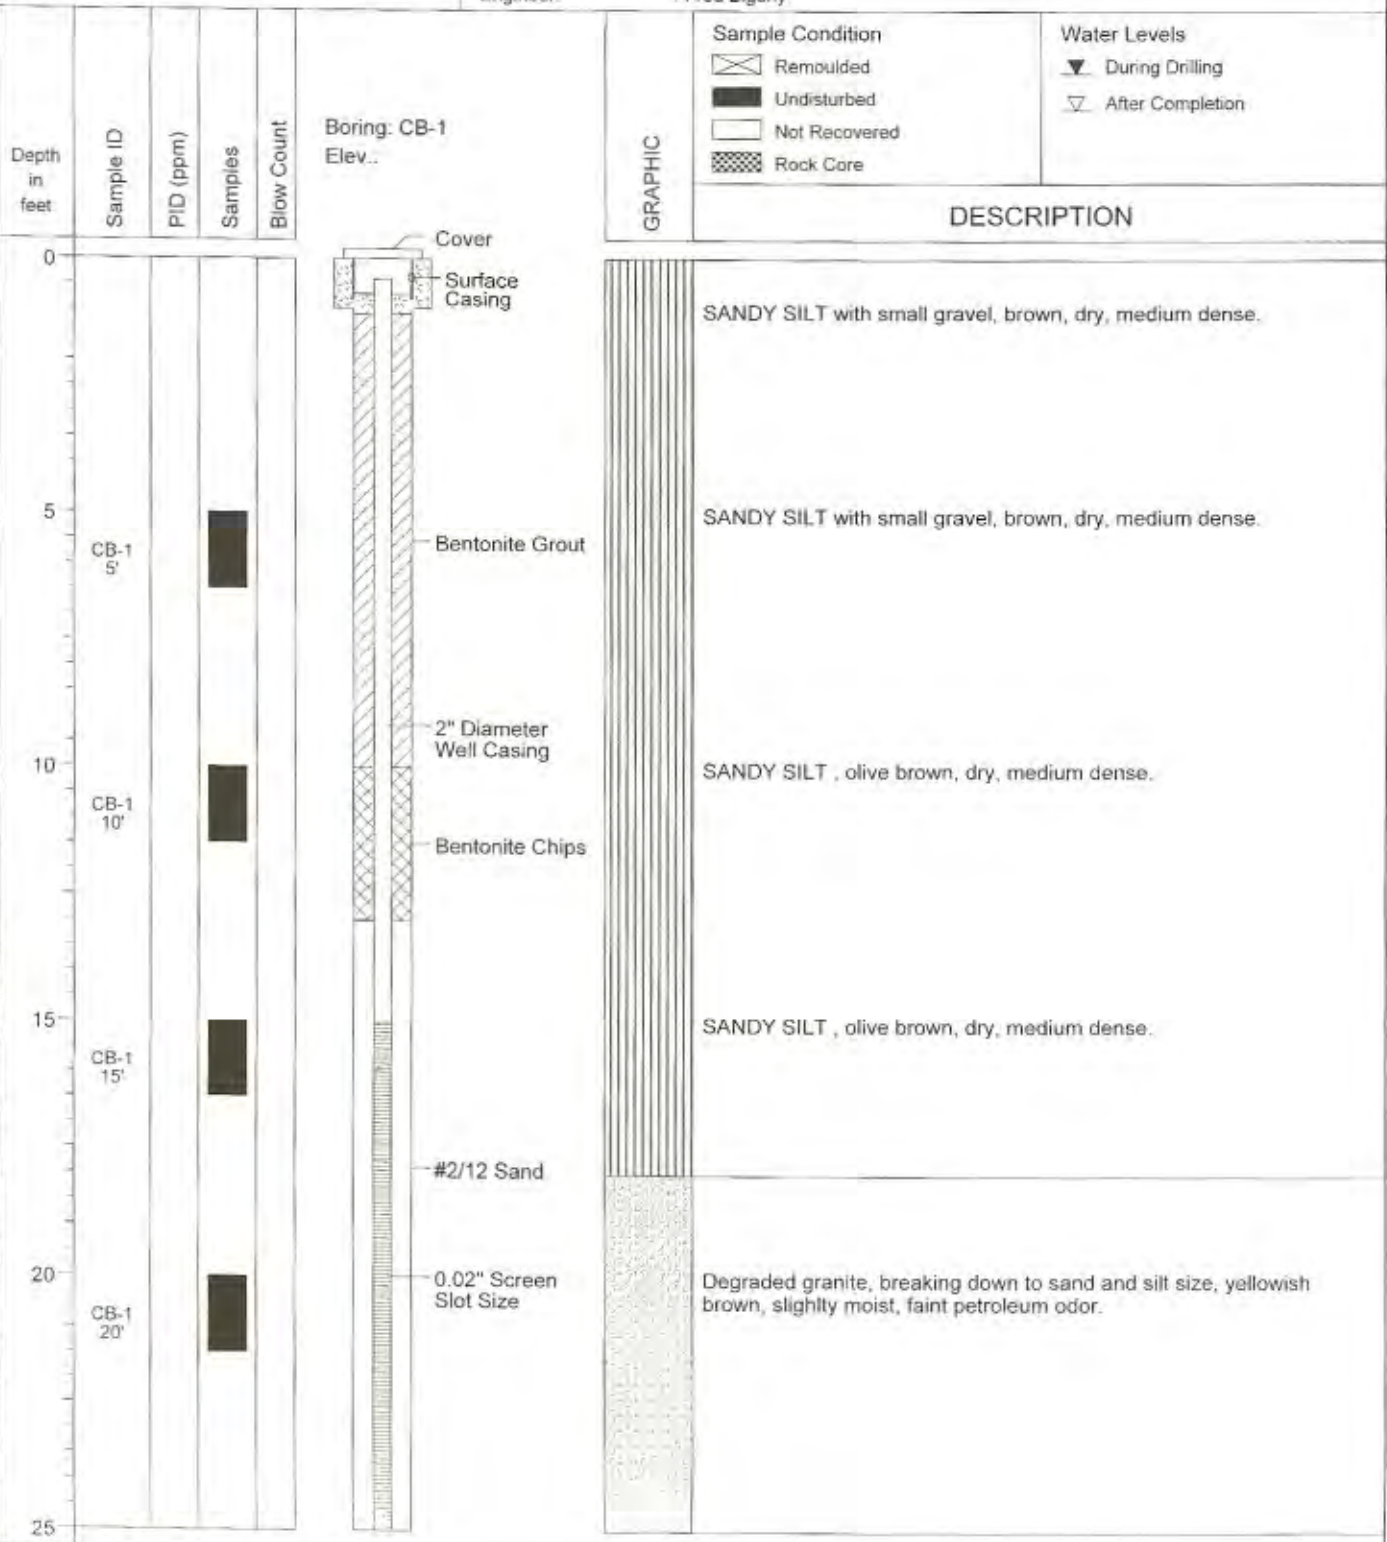 Sample Condition
Remoulded
Undisturbed
Not Recovered
Rock Core
Water Levels
During Drilling
After Completion
Depth
in
feet
Sample ID
PID (ppm)
Samples
Blow Count
Boring: CB-1
Elev..
GRAPHIC
DESCRIPTION
Cover
0
Surface
Casing
SANDY SILT with small gravel, brown, dry, medium dense.
5
SANDY SILT with small gravel, brown, dry, medium dense.
CB-1
5'
Bentonite Grout
2" Diameter
Well Casing
10
SANDY SILT , olive brown, dry, medium dense.
CB-1
10'
Bentonite Chips
15
SANDY SILT , olive brown, dry, medium dense.
CB-1
15'
#2/12 Sand
20
0.02" Screen
Slot Size
Degraded granite, breaking down to sand and silt size, yellowish
brown, slighlty moist, faint petroleum odor.
CB-1
20'
25